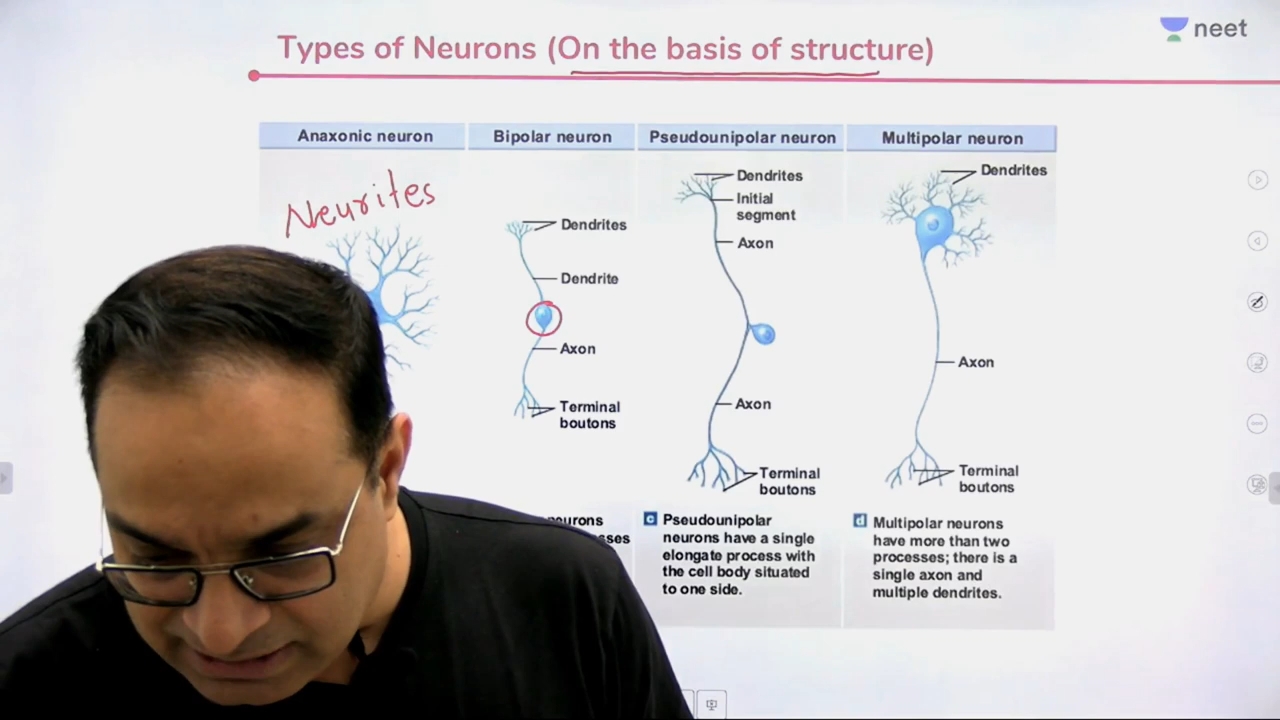 Types of Neurons (On the basis of structure)
neet
Anaxonic neuron
Bipolar neuron
Pseudounipolar neuron
Multipolar neuron
Neurites
Dendrites
Dendrite
Axon
Terminal
boutons
Dendrites
Initial
segment
Axon
Axon
Terminal
boutons
Dendrites
Axon
Terminal
boutons
c Pseudounipolar
neurons have a single
elongate process with
the cell body situated
to one side.
d Multipolar neurons
have more than two
processes; there is a
single axon and
multiple dendrites.